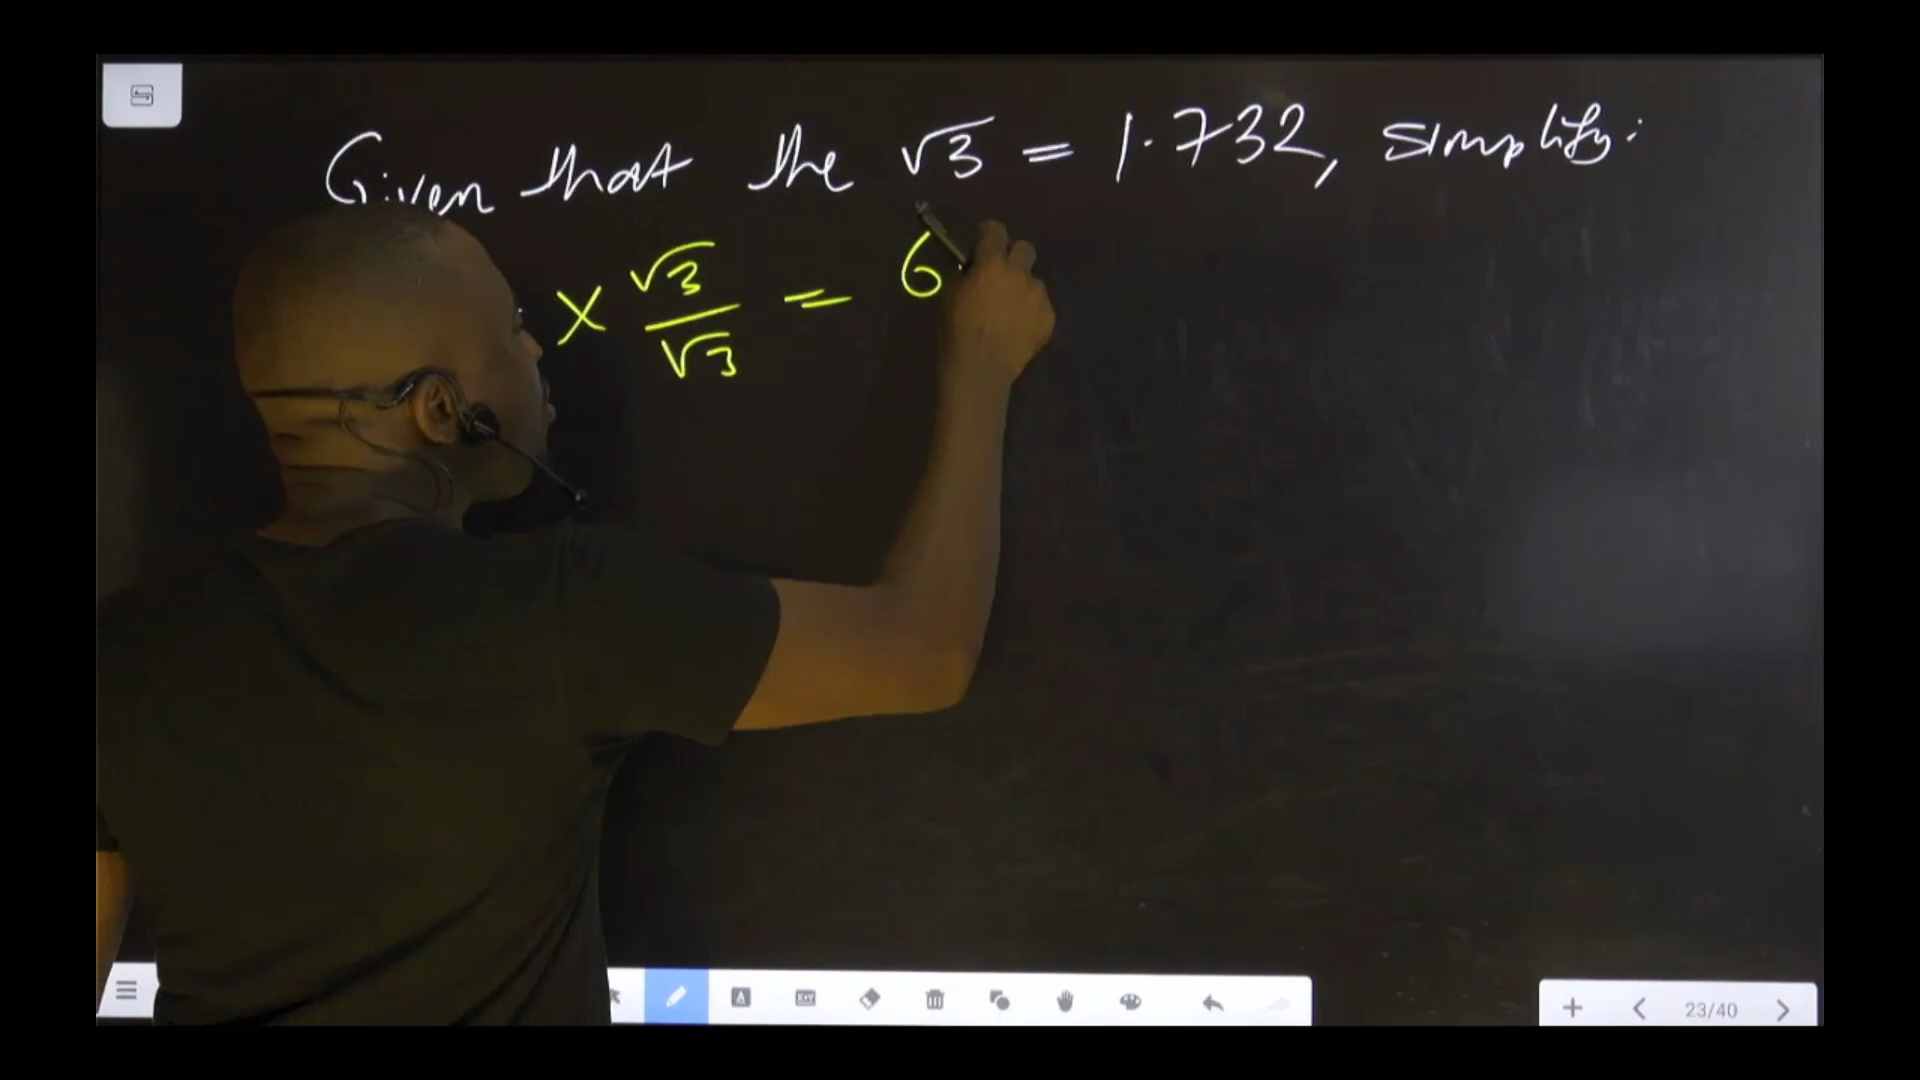 Given that the √3 = 1.732, simplify:
× √3/√3 = 6
23/40